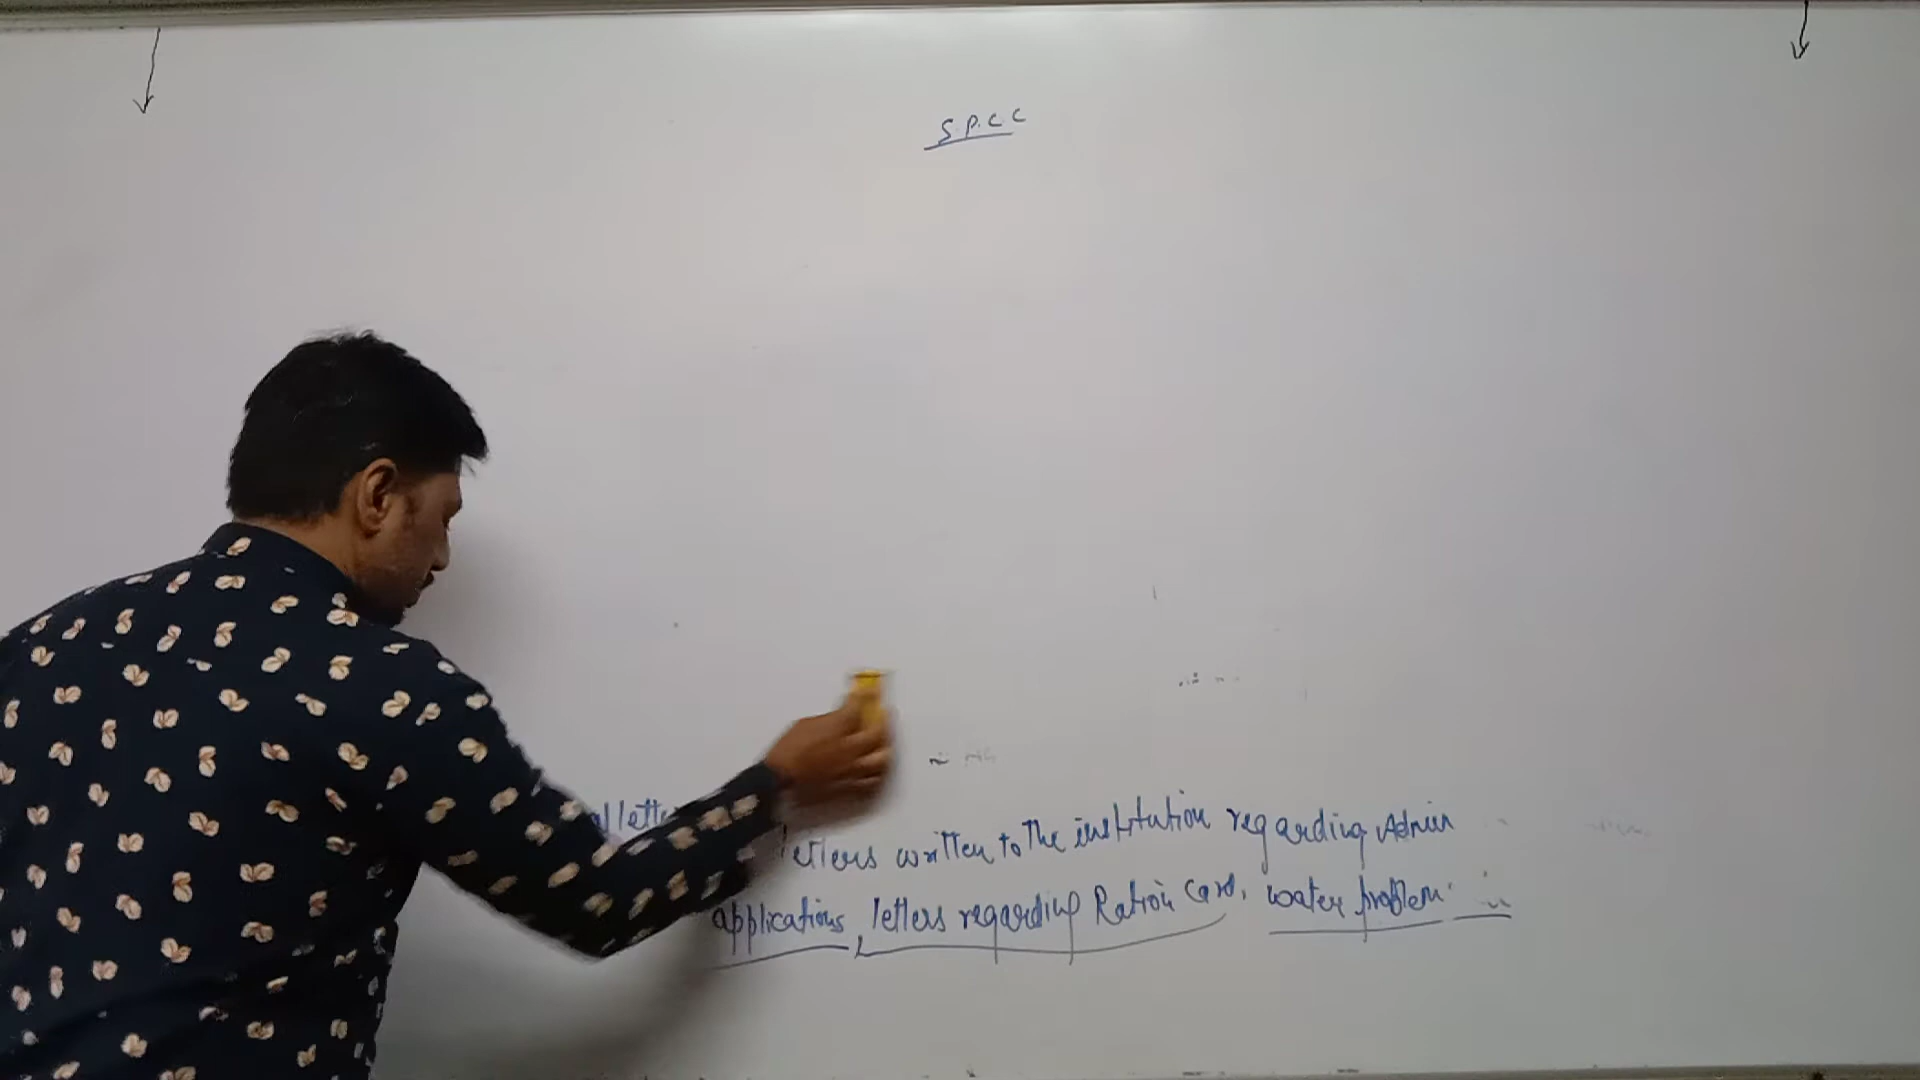 S.P.C.C
letters written to the institution regarding Admin
applications, letters regarding Ration Card, water problem